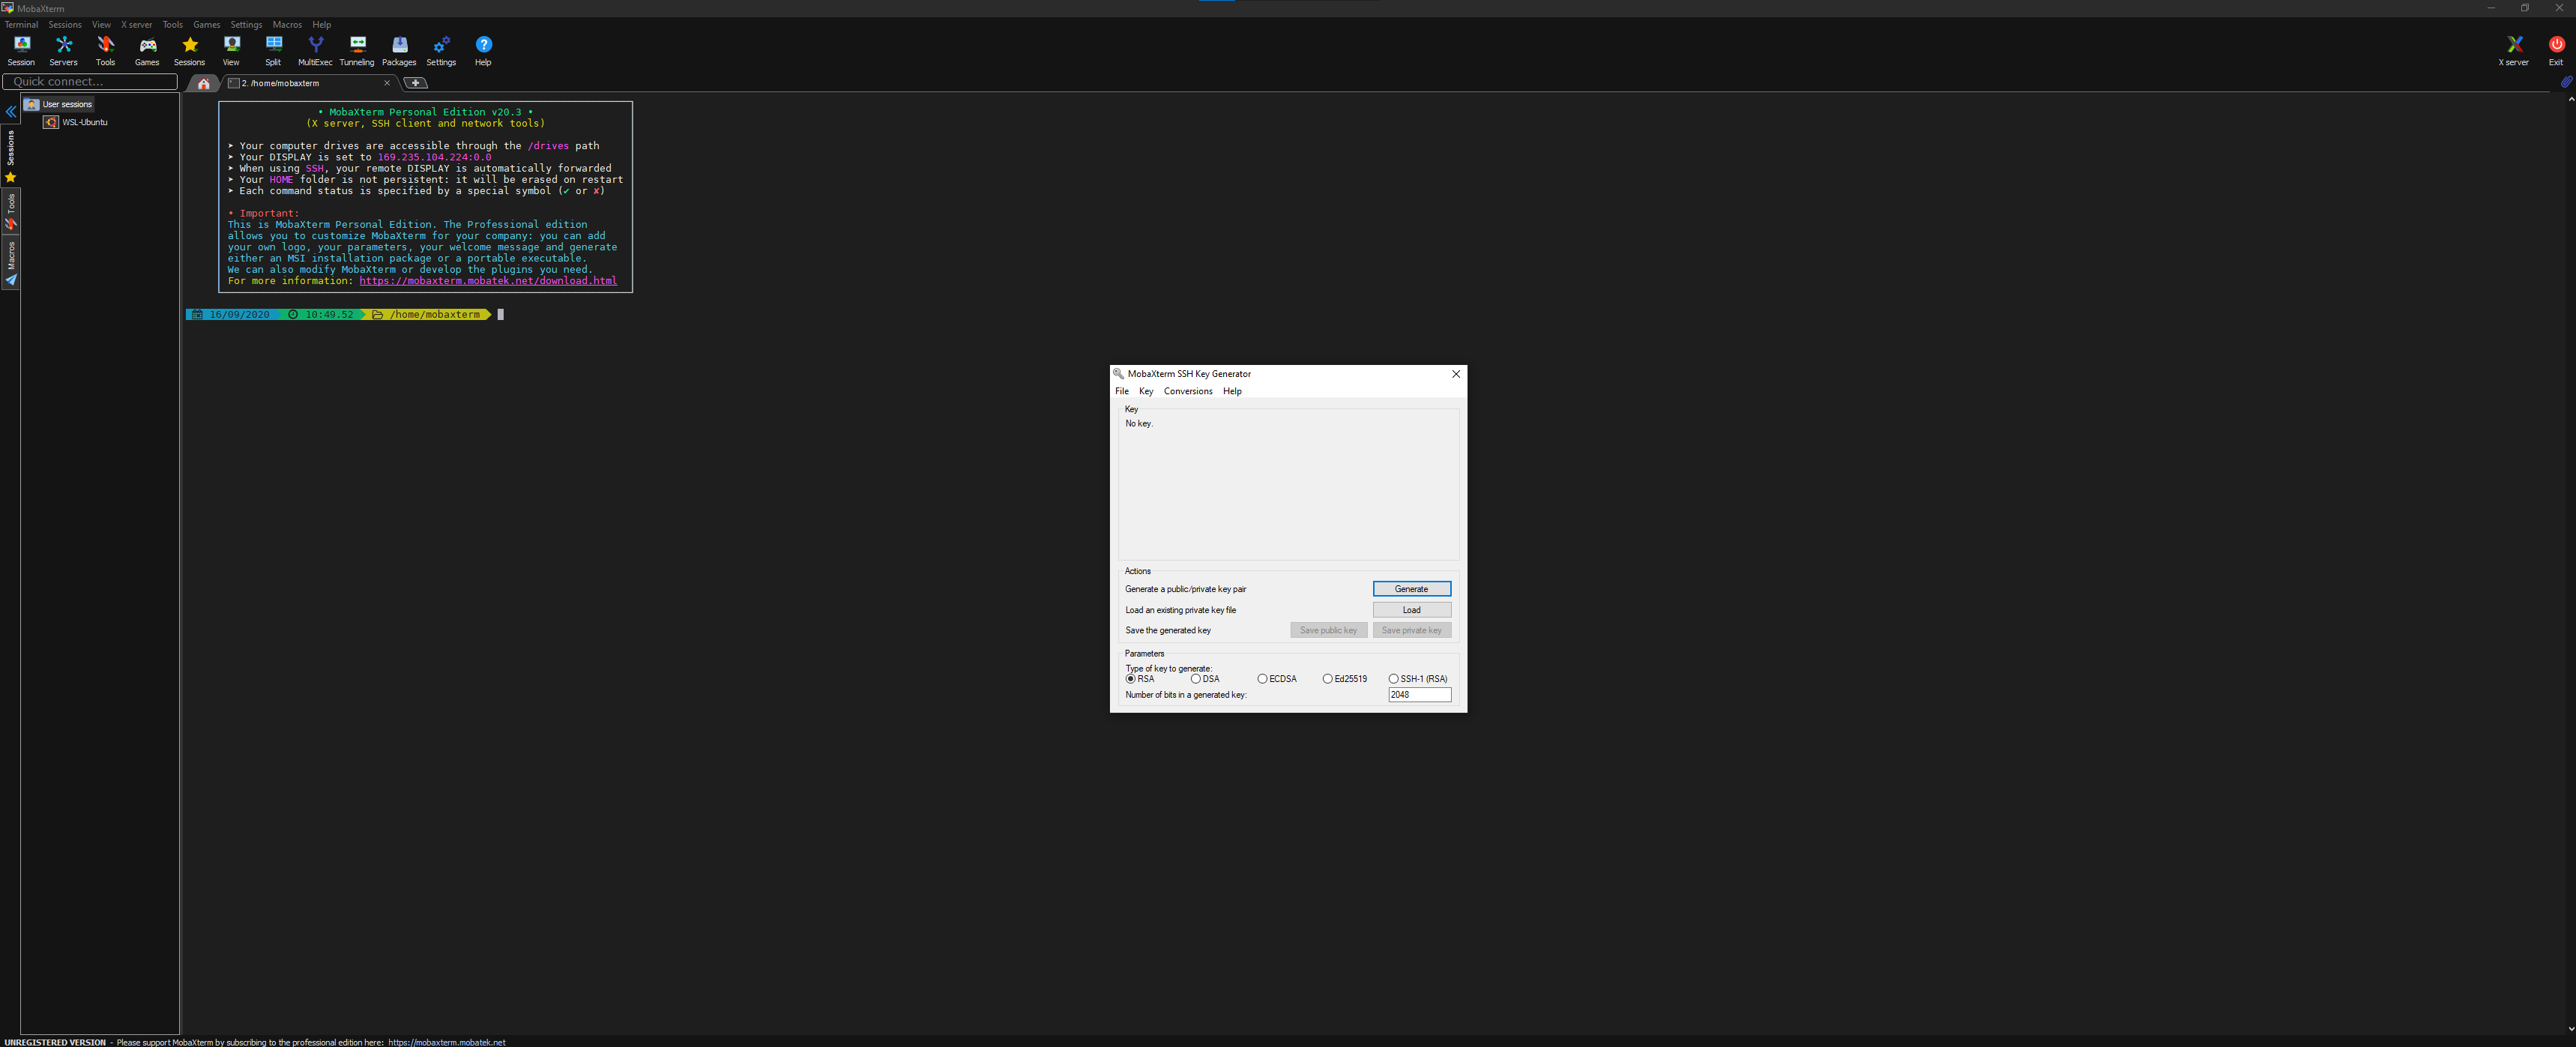 MobaXterm
Terminal Sessions View X server Tools Games Settings Macros Help
Session Servers Tools Games Sessions View Split MultiExec Tunneling Packages Settings Help X server Exit
Quick connect...
2. /home/mobaxterm
User sessions
WSL-Ubuntu
Sessions
Tools
Macros
• MobaXterm Personal Edition v20.3 •
(X server, SSH client and network tools)
➤ Your computer drives are accessible through the /drives path
➤ Your DISPLAY is set to 169.235.104.224:0.0
➤ When using SSH, your remote DISPLAY is automatically forwarded
➤ Your HOME folder is not persistent: it will be erased on restart
➤ Each command status is specified by a special symbol (✔ or ✘)
• Important:
This is MobaXterm Personal Edition. The Professional edition
allows you to customize MobaXterm for your company: you can add
your own logo, your parameters, your welcome message and generate
either an MSI installation package or a portable executable.
We can also modify MobaXterm or develop the plugins you need.
For more information: https://mobaxterm.mobatek.net/download.html
16/09/2020 10:49.52 /home/mobaxterm
MobaXterm SSH Key Generator
File Key Conversions Help
Key
No key.
Actions
Generate a public/private key pair Generate
Load an existing private key file Load
Save the generated key Save public key Save private key
Parameters
Type of key to generate:
RSA DSA ECDSA Ed25519 SSH-1 (RSA)
Number of bits in a generated key: 2048
UNREGISTERED VERSION - Please support MobaXterm by subscribing to the professional edition here: https://mobaxterm.mobatek.net